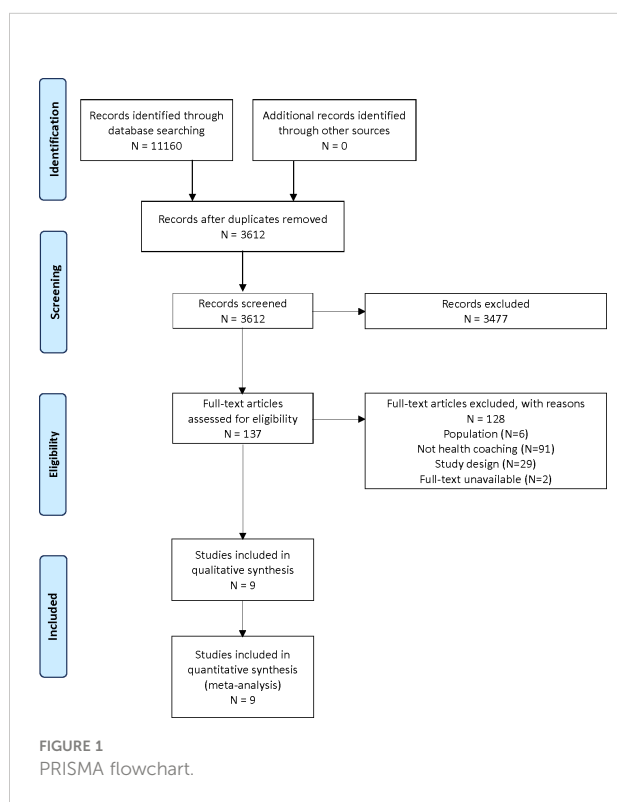 Identification
Records identified through
database searching
N = 11160
Additional records identified
through other sources
N = 0
Records after duplicates removed
N = 3612
Screening
Records screened
N = 3612
Records excluded
N = 3477
Eligibility
Full-text articles
assessed for eligibility
N = 137
Full-text articles excluded, with reasons
N = 128
Population (N=6)
Not health coaching (N=91)
Study design (N=29)
Full-text unavailable (N=2)
Included
Studies included in
qualitative synthesis
N = 9
Studies included in
quantitative synthesis
(meta-analysis)
N = 9
FIGURE 1
PRISMA flowchart.